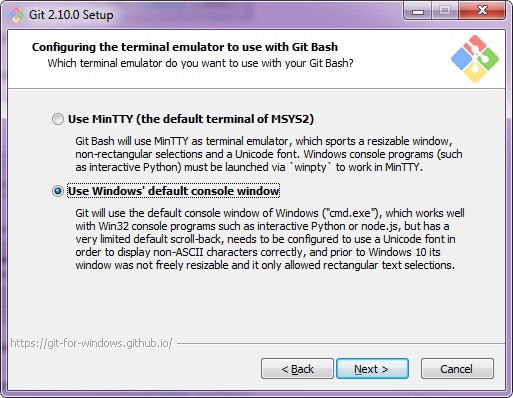 Git 2.10.0 Setup
Configuring the terminal emulator to use with Git Bash
Which terminal emulator do you want to use with your Git Bash?
Use MinTTY (the default terminal of MSYS2)
Git Bash will use MinTTY as terminal emulator, which sports a resizable window,
non-rectangular selections and a Unicode font. Windows console programs (such
as interactive Python) must be launched via `winpty` to work in MinTTY.
Use Windows' default console window
Git will use the default console window of Windows ("cmd.exe"), which works well
with Win32 console programs such as interactive Python or node.js, but has a
very limited default scroll-back, needs to be configured to use a Unicode font in
order to display non-ASCII characters correctly, and prior to Windows 10 its
window was not freely resizable and it only allowed rectangular text selections.
https://git-for-windows.github.io/
< Back
Next >
Cancel